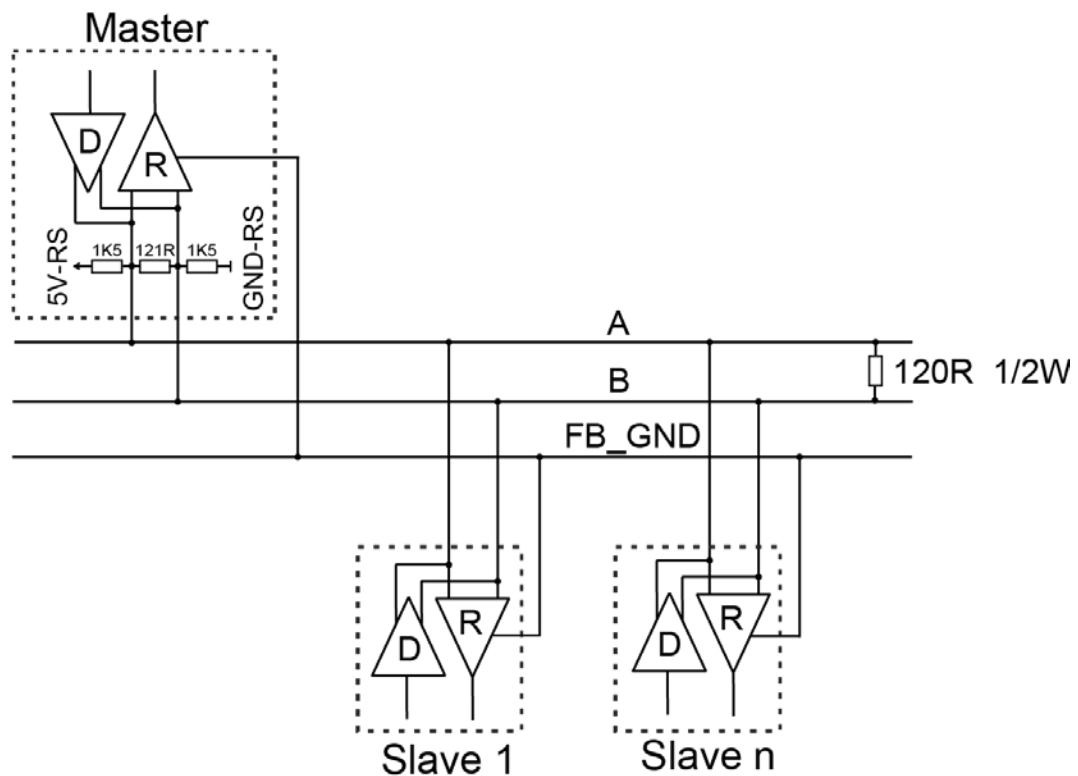 Master
D
R
5V-RS
1K5
121R
1K5
GND-RS
A
120R 1/2W
B
FB_GND
D
R
D
R
Slave 1
Slave n